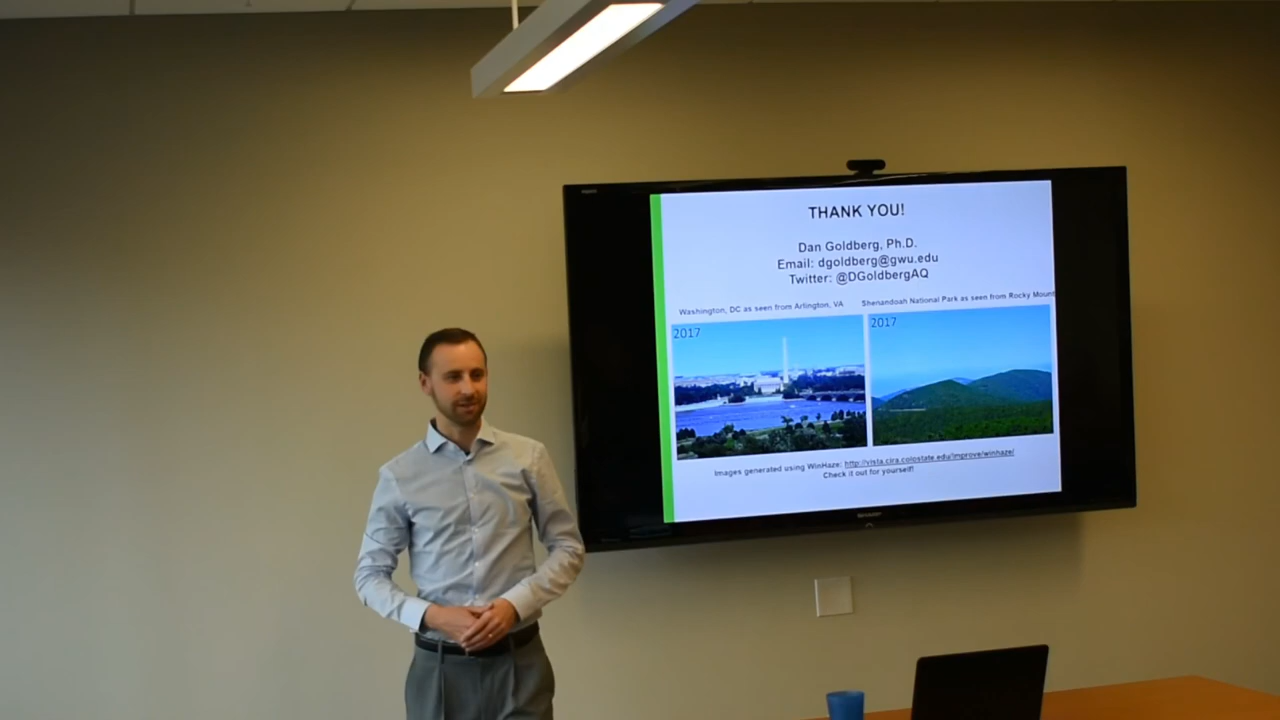 THANK YOU!
Dan Goldberg, Ph.D.
Email: dgoldberg@gwu.edu
Twitter: @DGoldbergAQ
Washington, DC as seen from Arlington, VA
Shenandoah National Park as seen from Rocky Mount
2017
2017
Images generated using WinHaze: http://vista.cira.colostate.edu/improve/winhaze/
Check it out for yourself!
SHARP